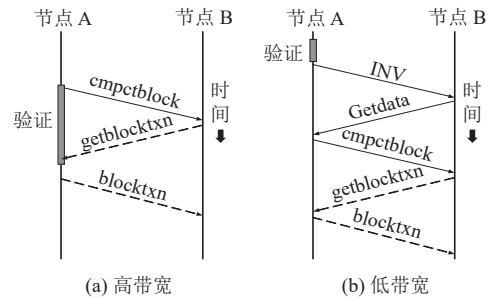 节点 A 节点 B
验证
cmpctblock
getblocktxn
blocktxn
时间
(a) 高带宽
节点 A 节点 B
验证
INV
Getdata
cmpctblock
getblocktxn
blocktxn
时间
(b) 低带宽